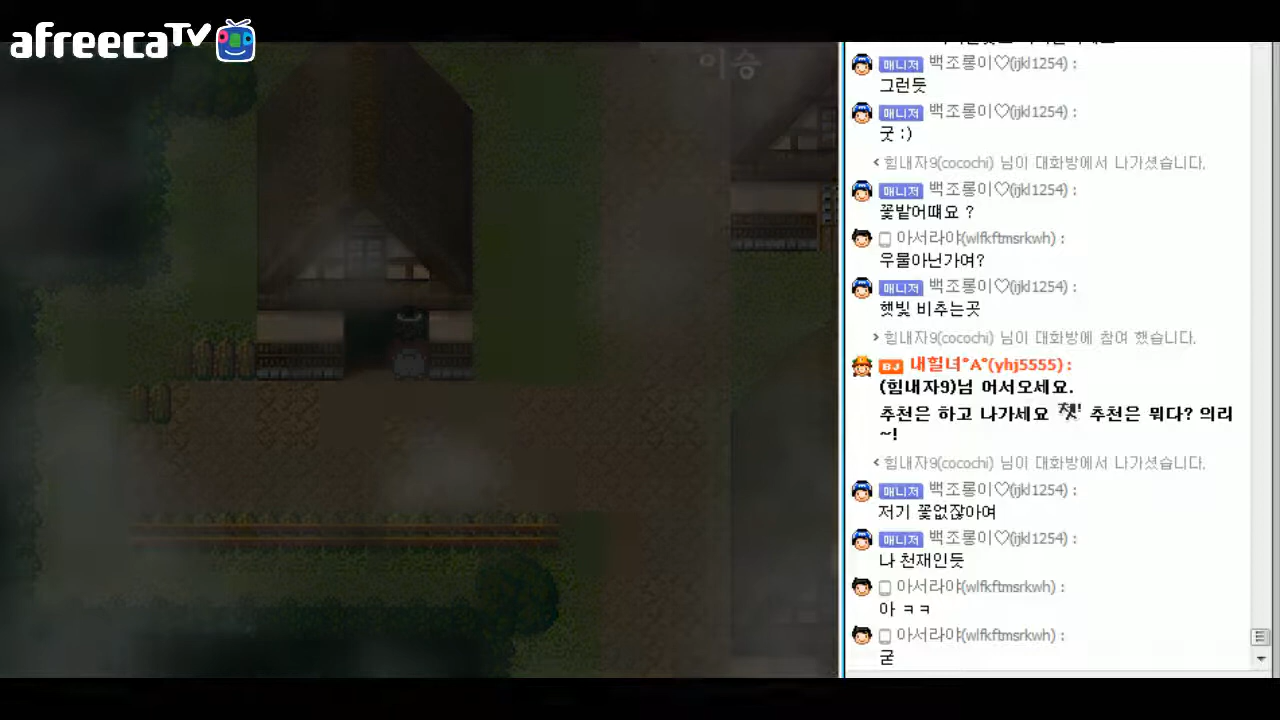 afreecaTV
이승
매니저 백조롱이♡(ijkl1254) :
그런듯
매니저 백조롱이♡(ijkl1254) :
굿 :)
< 힘내자9(cocochi) 님이 대화방에서 나가셨습니다.
매니저 백조롱이♡(ijkl1254) :
꽃밭어떄요 ?
아서라야(wlfkftmsrkwh) :
우물아넌가여?
매니저 백조롱이♡(ijkl1254) :
햇빛 비추는곳
> 힘내자9(cocochi) 님이 대화방에 참여 했습니다.
BJ 내힐녀°A°(yhj5555) :
(힘내자9)님 어서오세요.
추천은 하고 나가세요 쳇! 추천은 뭐다? 의리
~!
< 힘내자9(cocochi) 님이 대화방에서 나가셨습니다.
매니저 백조롱이♡(ijkl1254) :
저기 꽃없잖아여
매니저 백조롱이♡(ijkl1254) :
나 천재인듯
아서라야(wlfkftmsrkwh) :
아 ㅋㅋ
아서라야(wlfkftmsrkwh) :
굳